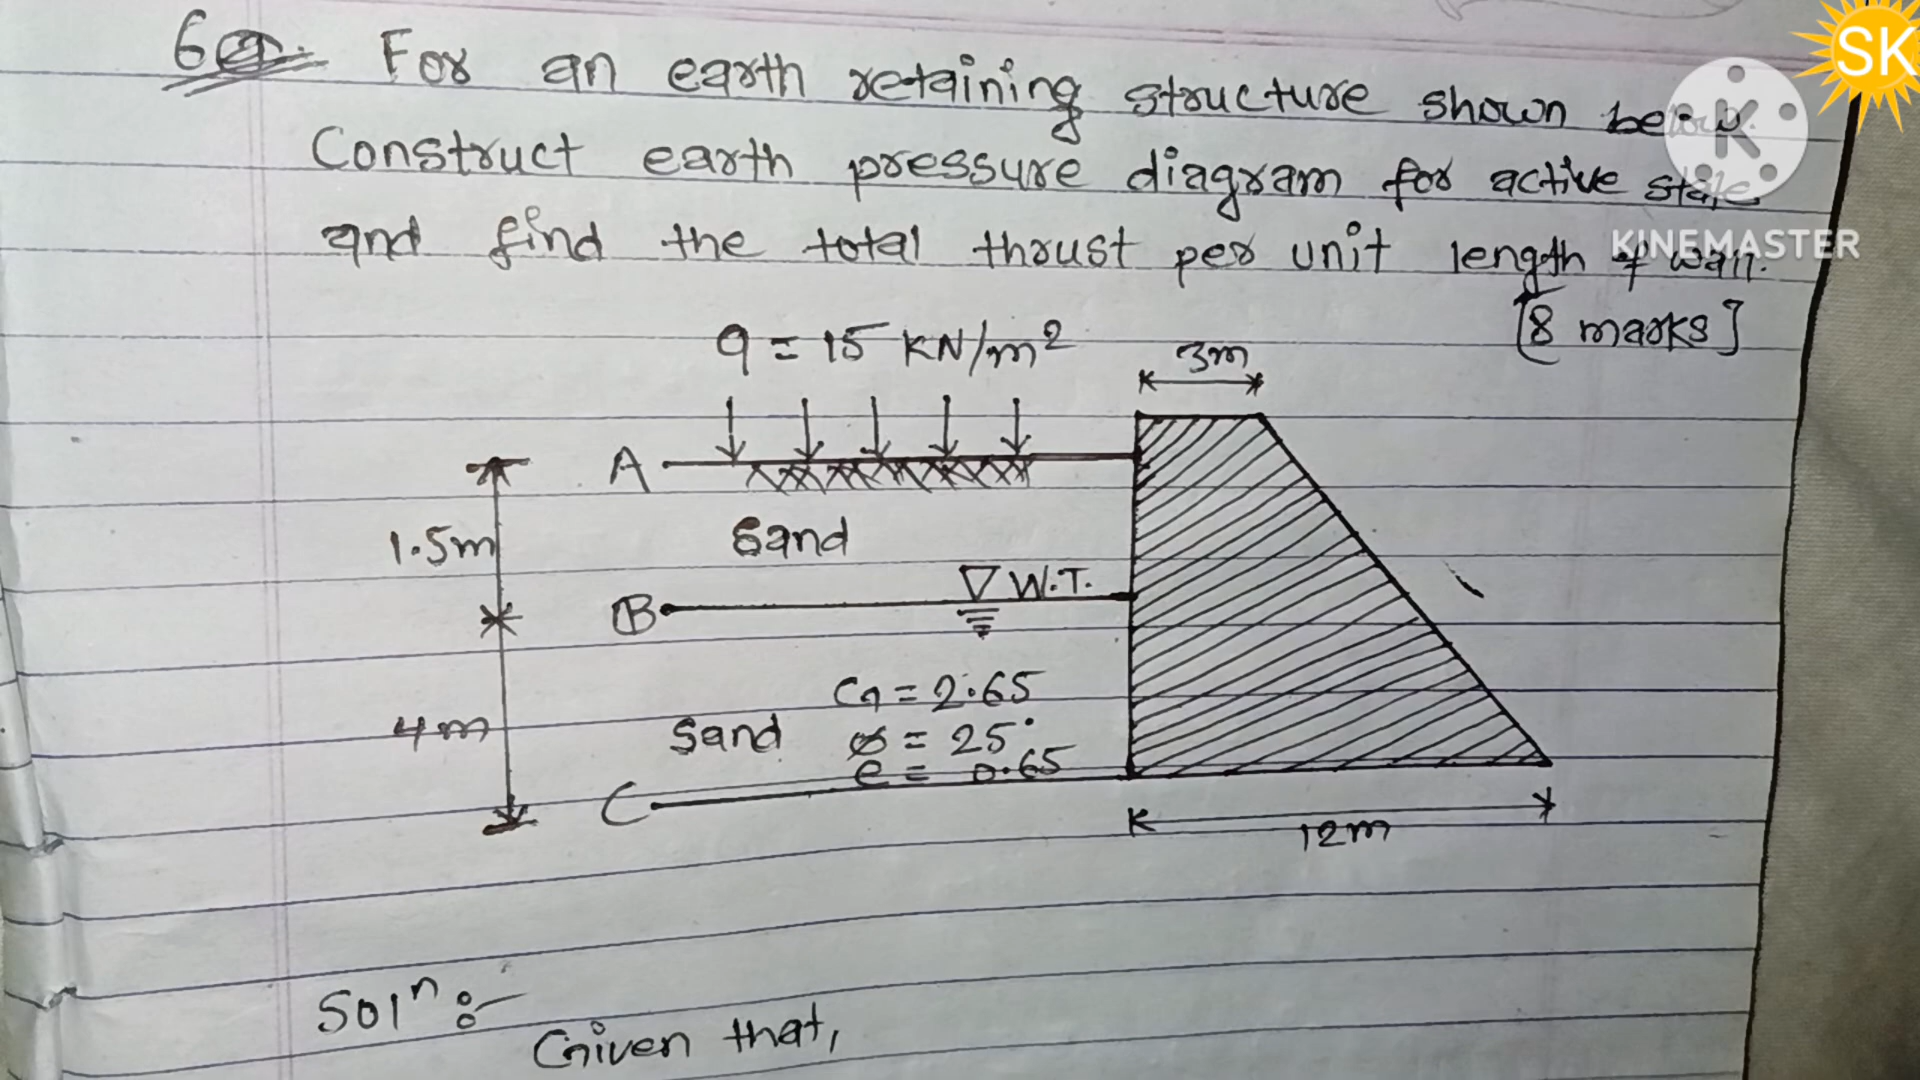 6a. For an earth retaining structure shown below.
Construct earth pressure diagram for active state
and find the total thrust per unit length of wall.
[8 marks]
q = 15 KN/m²
3m
A
1.5m
Sand
W.T.
B
G = 2.65
4m
Sand
ø = 25°
e = 0.65
C
12m
Solⁿ :-
Given that,
SK
K
KINEMASTER